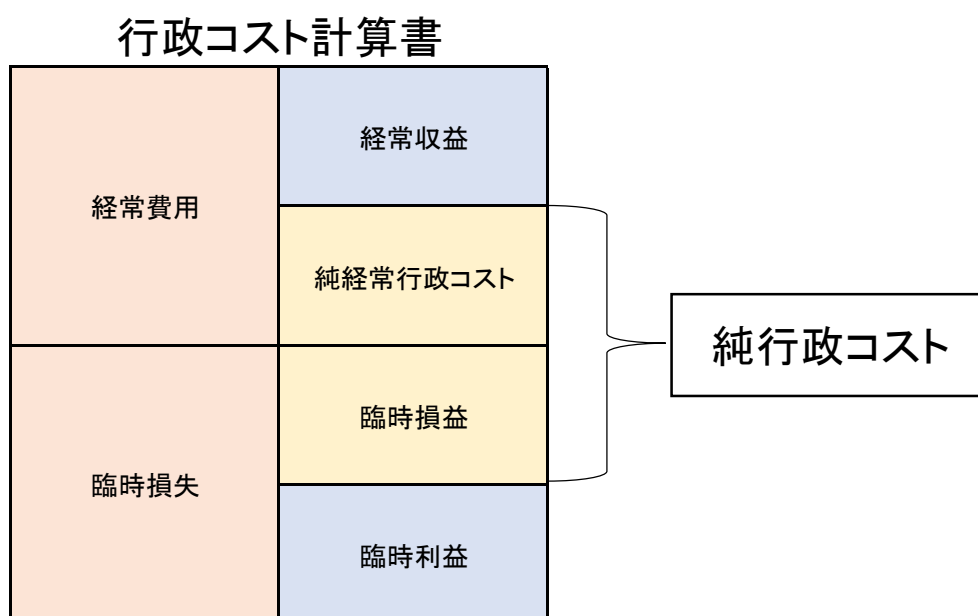 行政コスト計算書
経常収益
経常費用
純経常行政コスト
純行政コスト
臨時損益
臨時損失
臨時利益